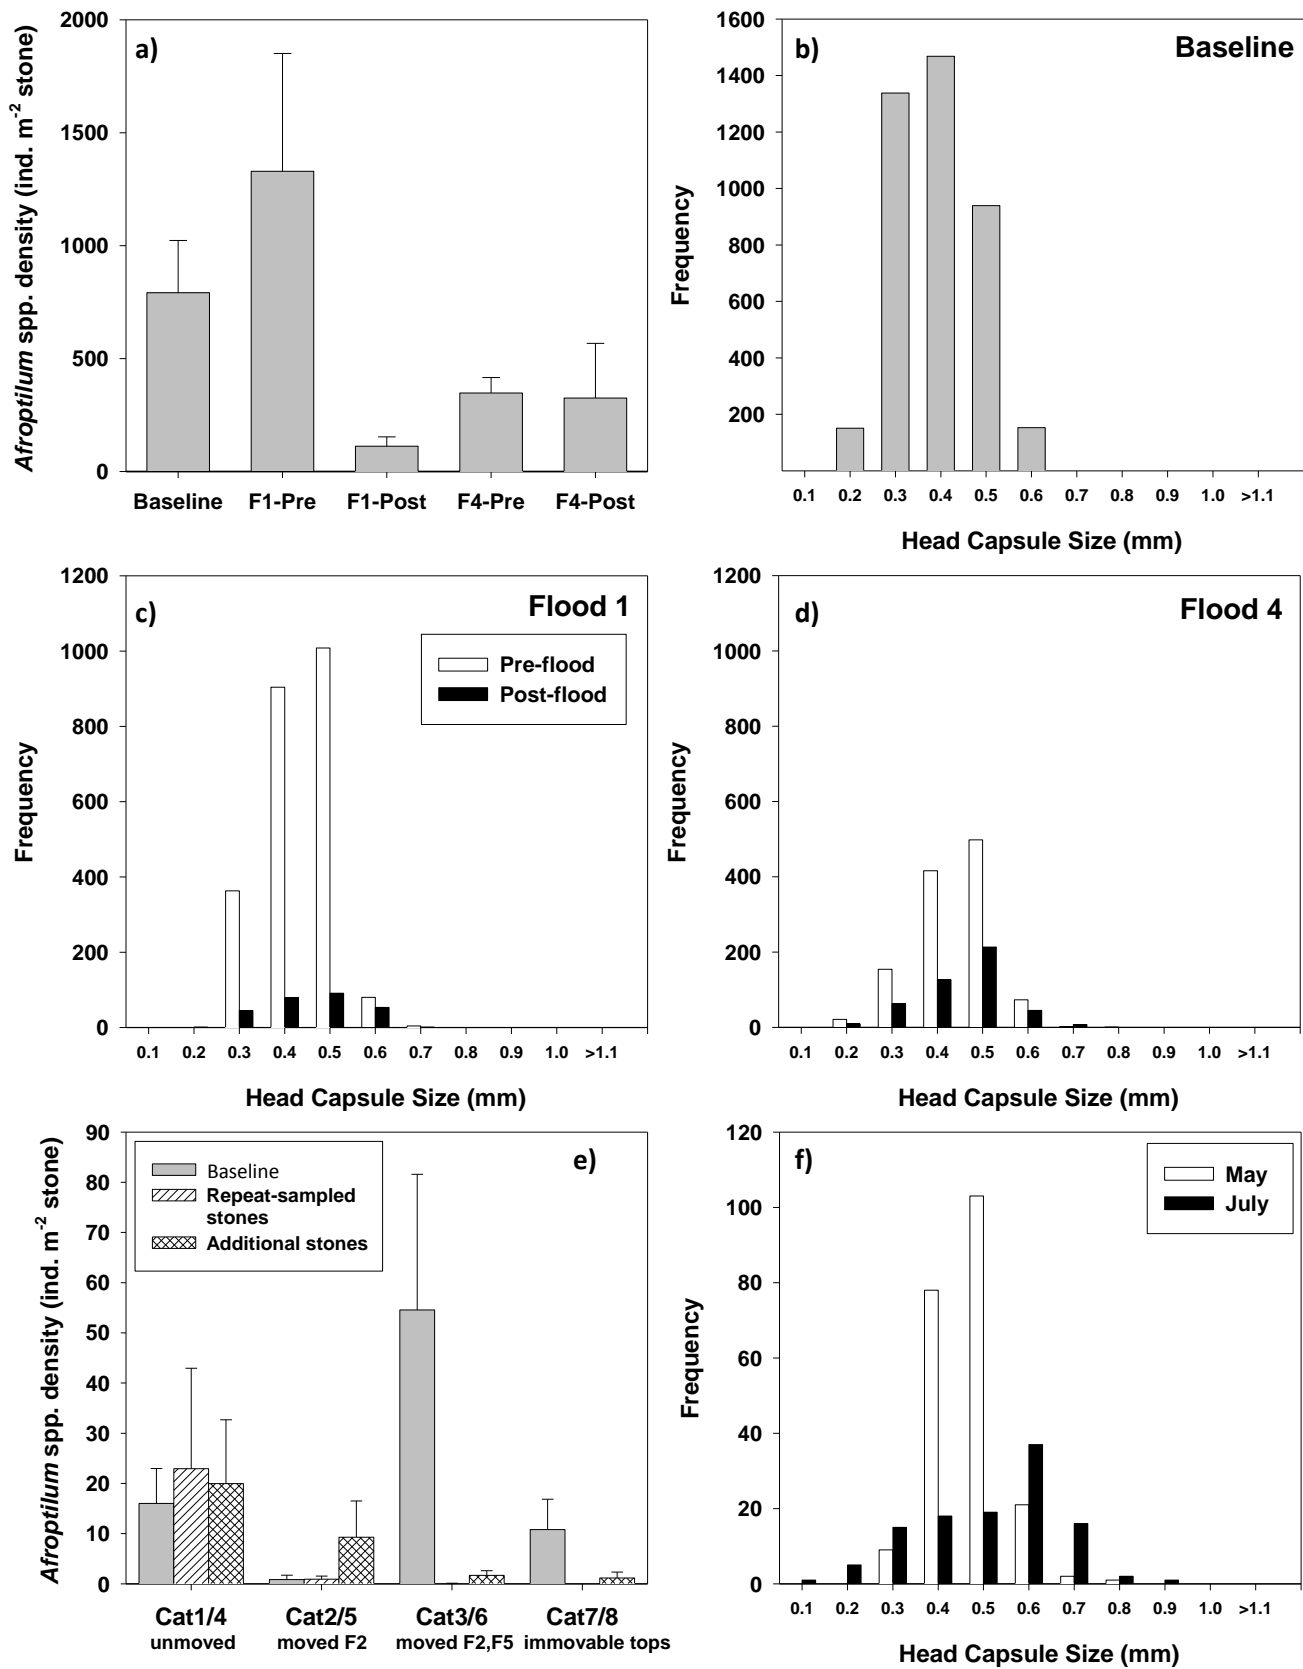 a)
Afroptilum spp. density (ind. m-2 stone)
2000
1500
1000
500
0
Baseline F1-Pre F1-Post F4-Pre F4-Post
b)
Baseline
Frequency
1600
1400
1200
1000
800
600
400
200
0.1 0.2 0.3 0.4 0.5 0.6 0.7 0.8 0.9 1.0 >1.1
Head Capsule Size (mm)
c)
Flood 1
Pre-flood
Post-flood
Frequency
1200
1000
800
600
400
200
0
0.1 0.2 0.3 0.4 0.5 0.6 0.7 0.8 0.9 1.0 >1.1
Head Capsule Size (mm)
d)
Flood 4
Frequency
1200
1000
800
600
400
200
0
0.1 0.2 0.3 0.4 0.5 0.6 0.7 0.8 0.9 1.0 >1.1
Head Capsule Size (mm)
e)
Baseline
Repeat-sampled
stones
Additional stones
Afroptilum spp. density (ind. m-2 stone)
90
80
70
60
50
40
30
20
10
0
Cat1/4 Cat2/5 Cat3/6 Cat7/8
unmoved moved F2 moved F2,F5 immovable tops
f)
May
July
Frequency
120
100
80
60
40
20
0
0.1 0.2 0.3 0.4 0.5 0.6 0.7 0.8 0.9 1.0 >1.1
Head Capsule Size (mm)